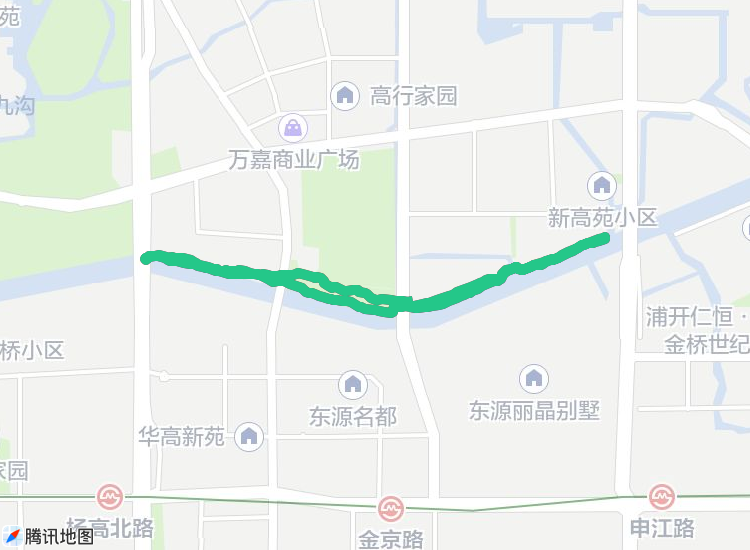 苑
高行家园
九沟
万嘉商业广场
新高苑小区
浦开仁恒·
金桥世纪
桥小区
东源名都
东源丽晶别墅
华高新苑
家园
杨高北路
金京路
申江路
腾讯地图